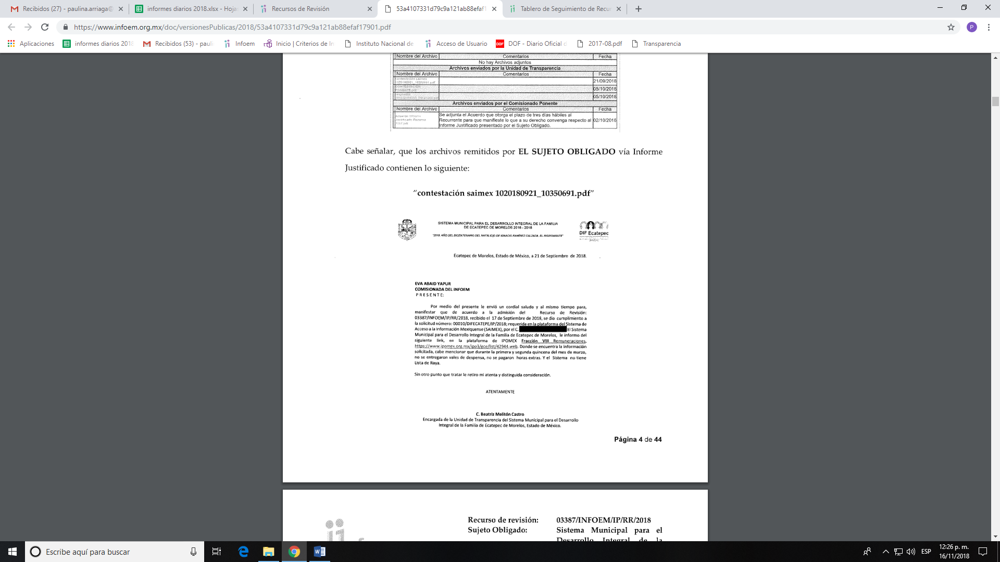 Recibidos (27) - paulina.arriaga@
informes diarios 2018.xlsx - Hoja
Recursos de Revisión
53a4107331d79c9a121ab88efaf1
Tablero de Seguimiento de Recu
https://www.infoem.org.mx/doc/versionesPublicas/2018/53a4107331d79c9a121ab88efaf17901.pdf
P
Aplicaciones
informes diarios 2018
Recibidos (53) - pauli
Infoem
Inicio | Criterios de In
Instituto Nacional de
Acceso de Usuario
DOF - Diario Oficial d
2017-08.pdf
Transparencia
Nombre del Archivo Comentarios Fecha
No hay Archivos adjuntos
Archivos enviados por la Unidad de Transparencia
Nombre del Archivo Comentarios Fecha
21/09/2018
05/10/2018
05/10/2018
Archivos enviados por el Comisionado Ponente
Nombre del Archivo Comentarios Fecha
Se adjunta el Acuerdo que otorga el plazo de tres días hábiles al
Recurrente para que manifieste lo que a su derecho convenga respecto al 02/10/2018
Informe Justificado presentado por el Sujeto Obligado.
Cabe señalar, que los archivos remitidos por EL SUJETO OBLIGADO vía Informe
Justificado contienen lo siguiente:
“contestación saimex 1020180921_10350691.pdf”
SISTEMA MUNICIPAL PARA EL DESARROLLO INTEGRAL DE LA FAMILIA
DE ECATEPEC DE MORELOS 2016 - 2018
"2018. AÑO DEL BICENTENARIO DEL NATALICIO DE IGNACIO RAMÍREZ CALZADA, EL NIGROMANTE"
DIF Ecatepec
Ecatepec de Morelos, Estado de México, a 21 de Septiembre de 2018.
EVA ABAID YAPUR
COMISIONADA DEL INFOEM
P R E S E N T E:
Por medio del presente le envió un cordial saludo y al mismo tiempo para,
manifestar que de acuerdo a la admisión del Recurso de Revisión:
03387/INFOEM/IP/RR/2018, recibido el 17 de Septiembre de 2018, se dio cumplimiento a
la solicitud número: 00010/DIFECATEPE/IP/2018; requerida en la plataforma del Sistema de
Acceso a la Información Mexiquense (SAIMEX), por el C. El Sistema
Municipal para el Desarrollo Integral de la Familia de Ecatepec de Morelos, le informo del
siguiente link, en la plataforma de IPOMEX Fracción VIII Remuneraciones,
https://www.ipomex.org.mx/ipo3/gce/list/42944.web. Donde se encuentra la información
solicitada, cabe mencionar que durante la primera y segunda quincena del mes de marzo,
no se entregaron vales de despensa, no se pagaron horas extras. Y el Sistema no tiene
Lista de Raya.
Sin otro punto que tratar le retiro mi atenta y distinguida consideración.
ATENTAMENTE
C. Beatriz Melitón Castro
Encargada de la Unidad de Transparencia del Sistema Municipal para el Desarrollo
Integral de la Familia de Ecatepec de Morelos, Estado de México.
Página 4 de 44
Recurso de revisión: 03387/INFOEM/IP/RR/2018
Sujeto Obligado: Sistema Municipal para el
Desarrollo Integral de la
Escribe aquí para buscar
ESP
12:26 p. m.
16/11/2018